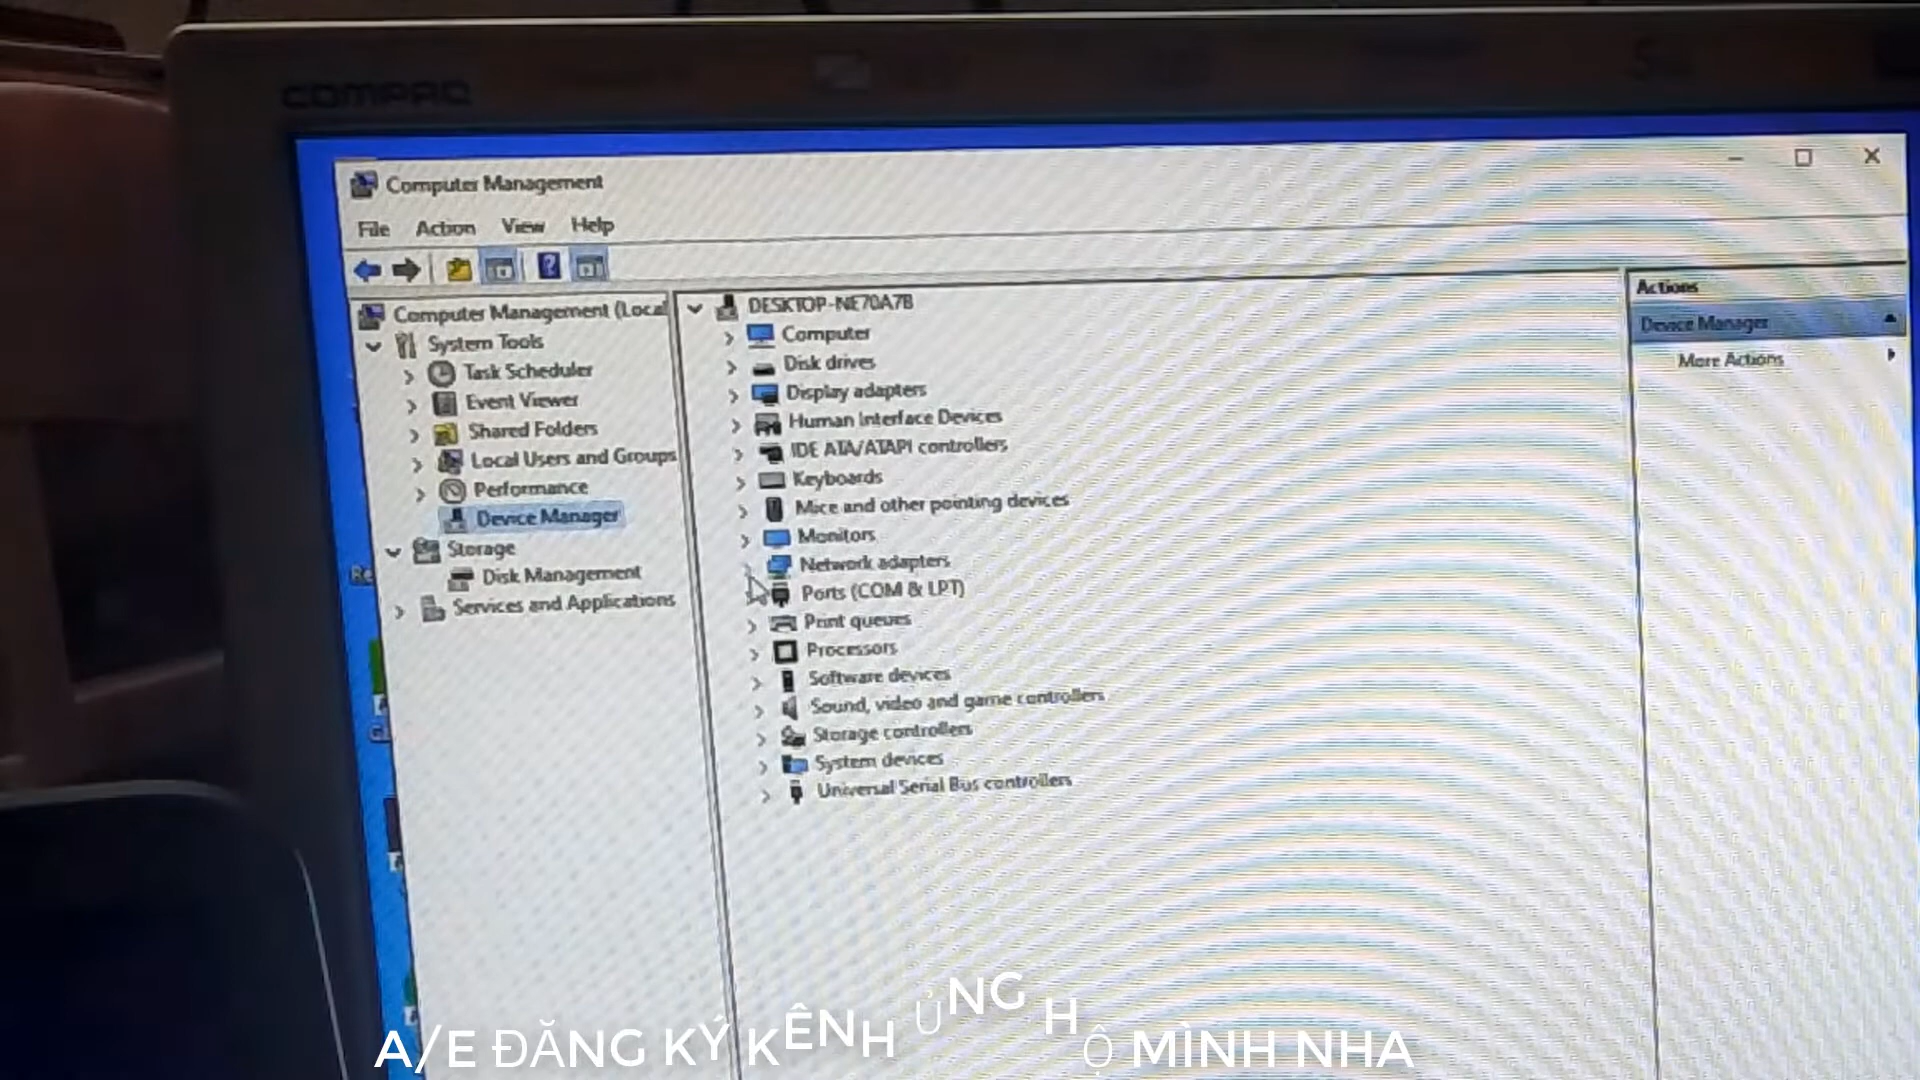 COMPAQ
Computer Management
File Action View Help
Computer Management (Local
System Tools
Task Scheduler
Event Viewer
Shared Folders
Local Users and Groups
Performance
Device Manager
Storage
Disk Management
Services and Applications
DESKTOP-NE70A7B
Computer
Disk drives
Display adapters
Human Interface Devices
IDE ATA/ATAPI controllers
Keyboards
Mice and other pointing devices
Monitors
Network adapters
Ports (COM & LPT)
Print queues
Processors
Software devices
Sound, video and game controllers
Storage controllers
System devices
Universal Serial Bus controllers
Actions
Device Manager
More Actions
Re
A/E ĐĂNG KÝ KÊNH ỦNG HỘ MÌNH NHA